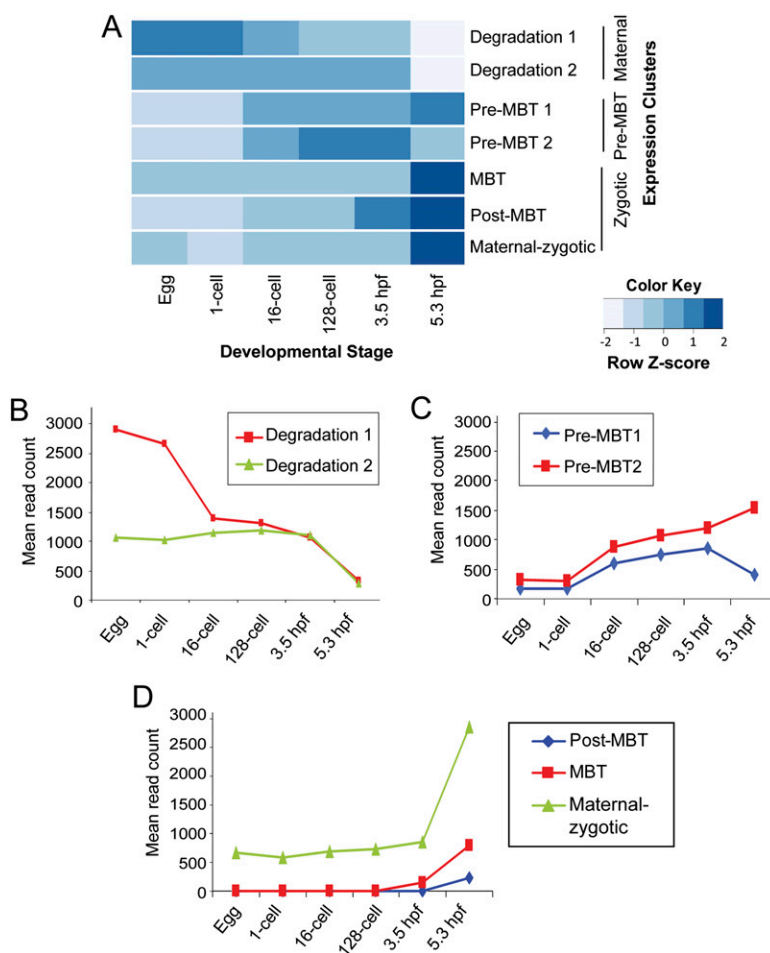 A
Degradation 1
Degradation 2
Pre-MBT 1
Pre-MBT 2
MBT
Post-MBT
Maternal-zygotic
Maternal
Pre-MBT
Zygotic
Expression Clusters
Egg
1-cell
16-cell
128-cell
3.5 hpf
5.3 hpf
Developmental Stage
Color Key
-2 -1 0 1 2
Row Z-score
B
Mean read count
3000
2500
2000
1500
1000
500
0
Degradation 1
Degradation 2
Egg
1-cell
16-cell
128-cell
3.5 hpf
5.3 hpf
C
Mean read count
3000
2500
2000
1500
1000
500
0
Pre-MBT1
Pre-MBT2
Egg
1-cell
16-cell
128-cell
3.5 hpf
5.3 hpf
D
Mean read count
3000
2500
2000
1500
1000
500
0
Post-MBT
MBT
Maternal-
zygotic
Egg
1-cell
16-cell
128-cell
3.5 hpf
5.3 hpf